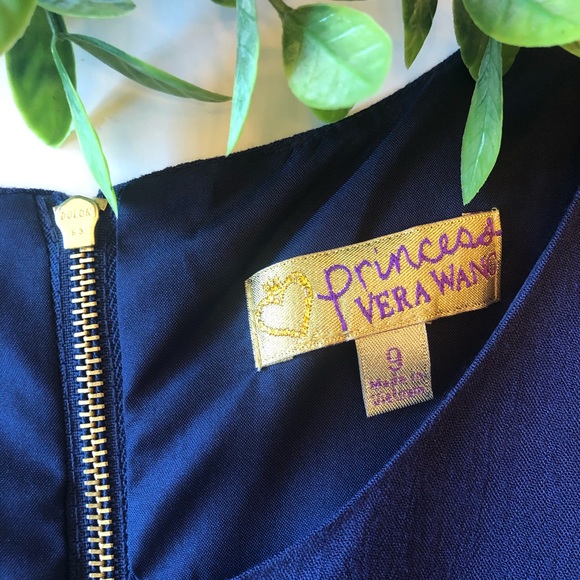 princess
VERA WANG
9
Made In
Vietnam